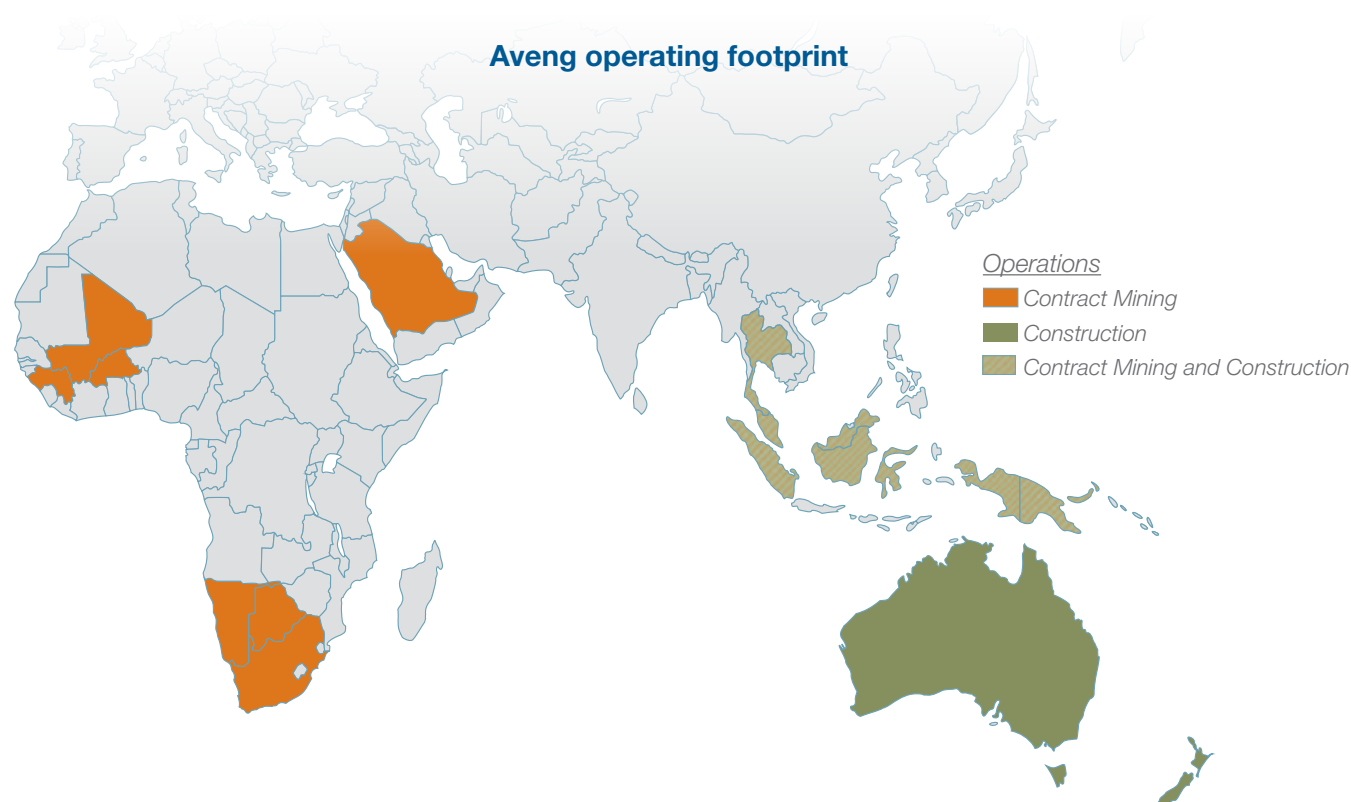 Aveng operating footprint
Operations
Contract Mining
Construction
Contract Mining and Construction